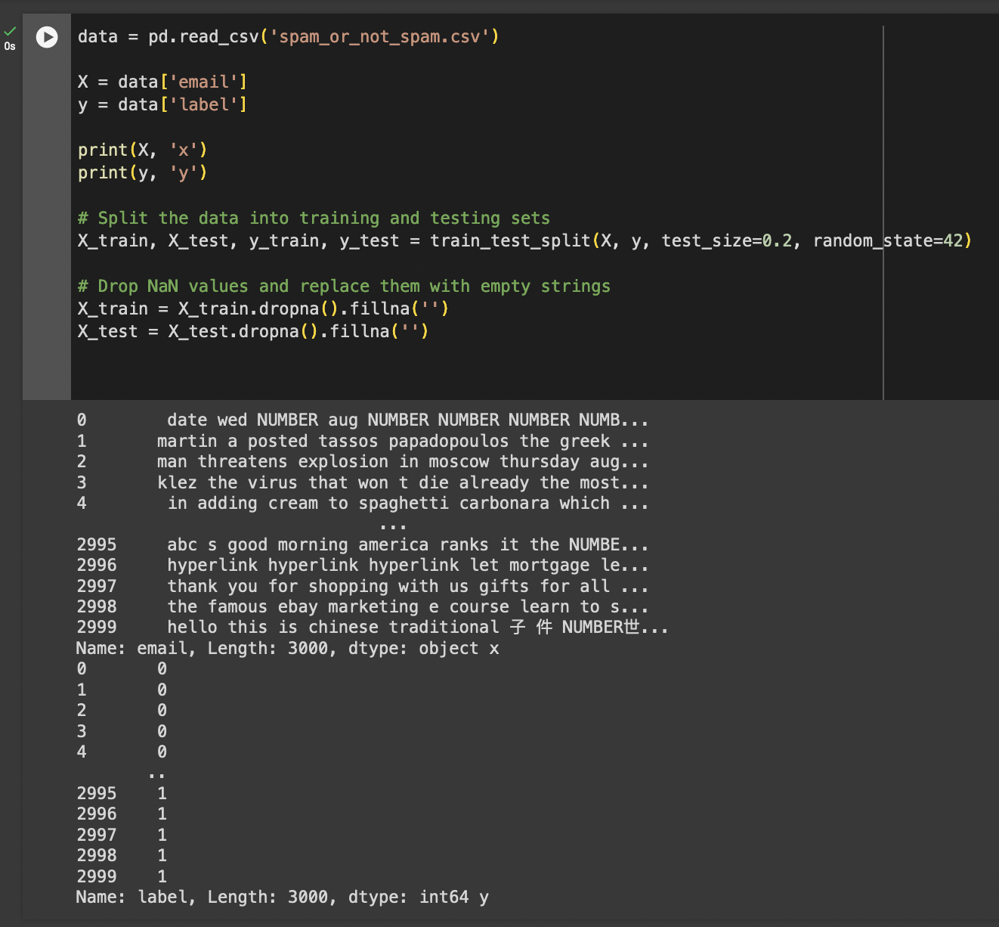 0s
data = pd.read_csv('spam_or_not_spam.csv')
X = data['email']
y = data['label']
print(X, 'x')
print(y, 'y')
# Split the data into training and testing sets
X_train, X_test, y_train, y_test = train_test_split(X, y, test_size=0.2, random_state=42)
# Drop NaN values and replace them with empty strings
X_train = X_train.dropna().fillna('')
X_test = X_test.dropna().fillna('')
0 date wed NUMBER aug NUMBER NUMBER NUMBER NUMB...
1 martin a posted tassos papadopoulos the greek ...
2 man threatens explosion in moscow thursday aug...
3 klez the virus that won t die already the most...
4 in adding cream to spaghetti carbonara which ...
...
2995 abc s good morning america ranks it the NUMBE...
2996 hyperlink hyperlink hyperlink let mortgage le...
2997 thank you for shopping with us gifts for all ...
2998 the famous ebay marketing e course learn to s...
2999 hello this is chinese traditional 子 件 NUMBER世...
Name: email, Length: 3000, dtype: object x
0 0
1 0
2 0
3 0
4 0
..
2995 1
2996 1
2997 1
2998 1
2999 1
Name: label, Length: 3000, dtype: int64 y